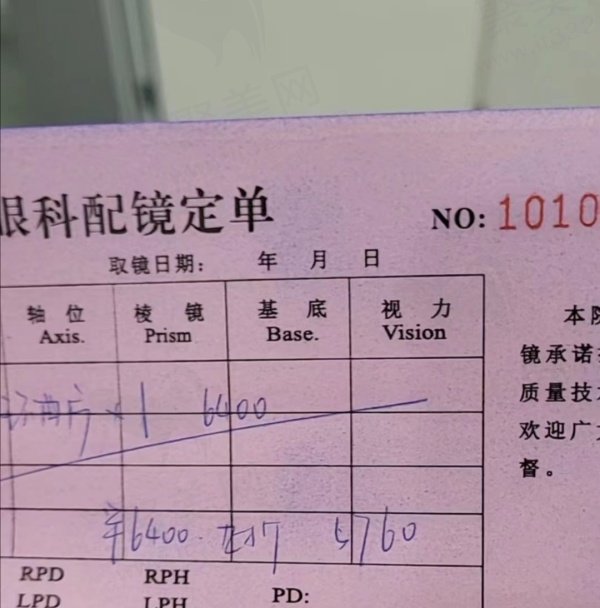 眼科配镜定单 NO: 1010
取镜日期: 年 月 日
轴位 棱镜 基底 视力
Axis. Prism Base. Vision
本院
镜承诺
质量技
欢迎广
督。
×1 6400
¥6400. 5760
RPD RPH
LPD LPH PD: